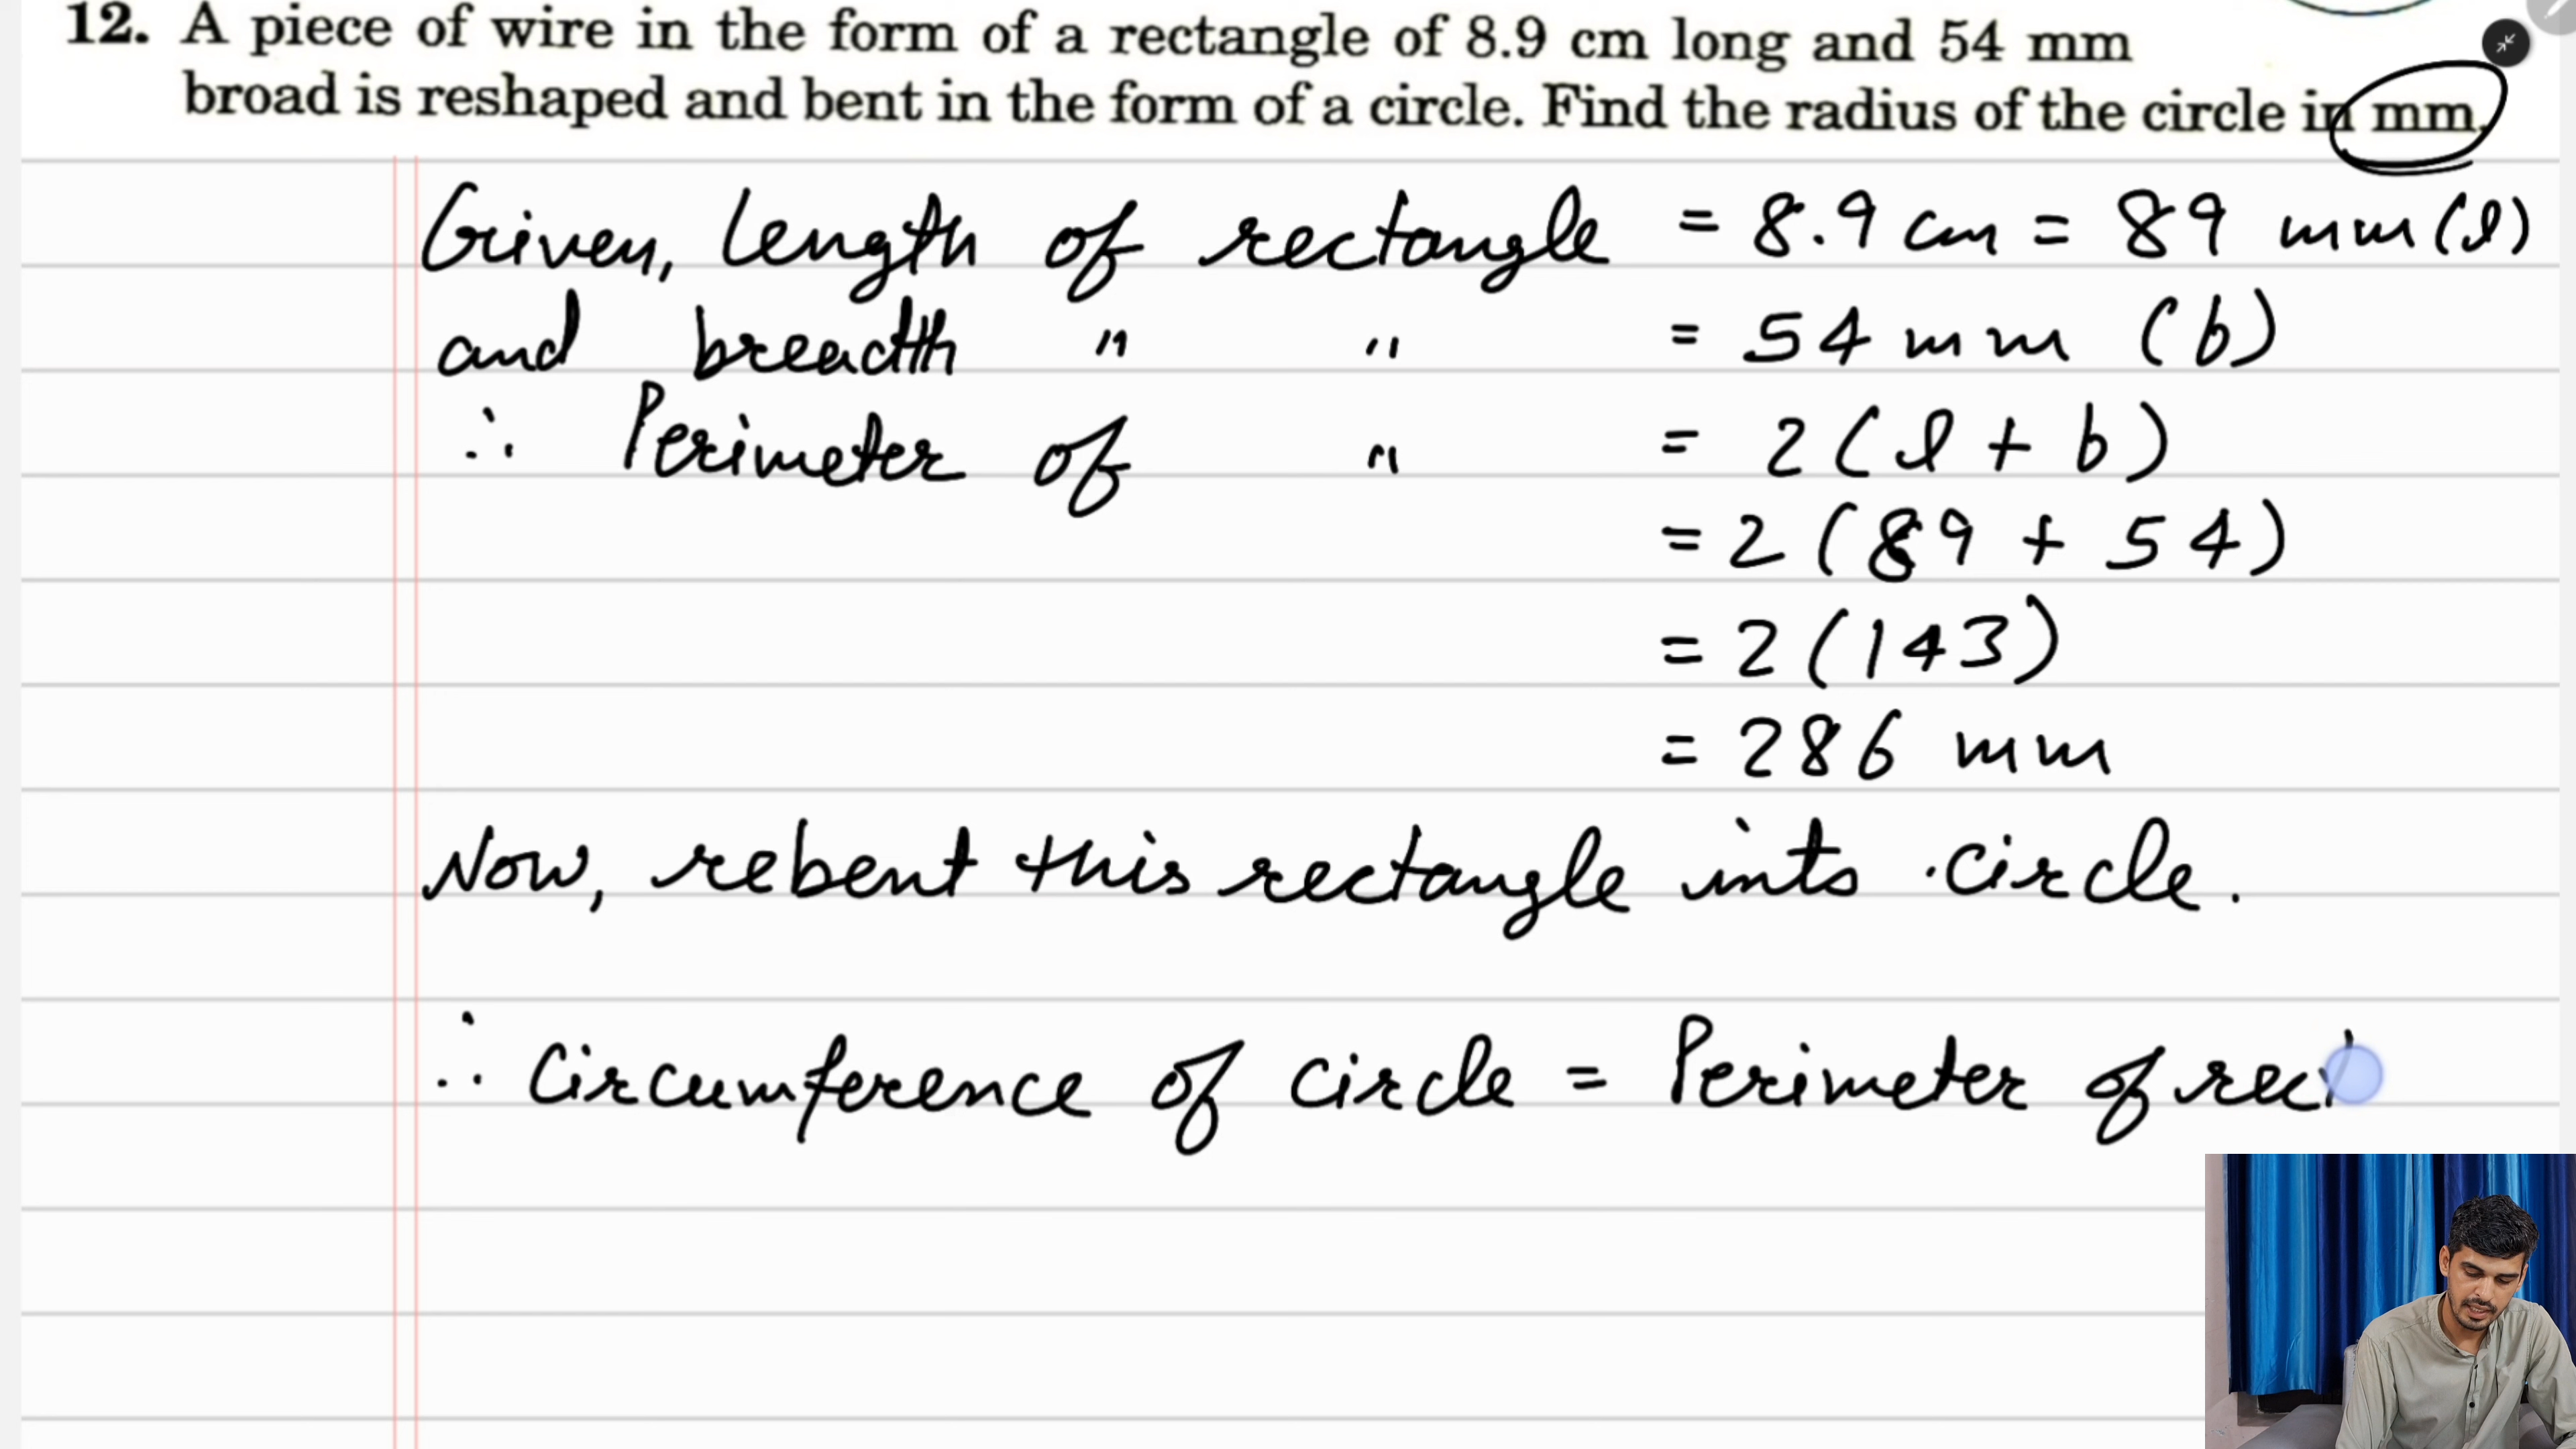 12. A piece of wire in the form of a rectangle of 8.9 cm long and 54 mm
broad is reshaped and bent in the form of a circle. Find the radius of the circle in mm.
Given, length of rectangle = 8.9 cm = 89 mm (l)
and breadth " " = 54 mm (b)
∴ Perimeter of " = 2 (l + b)
= 2 (89 + 54)
= 2 (143)
= 286 mm
Now, rebent this rectangle into circle.
∴ Circumference of circle = Perimeter of rect